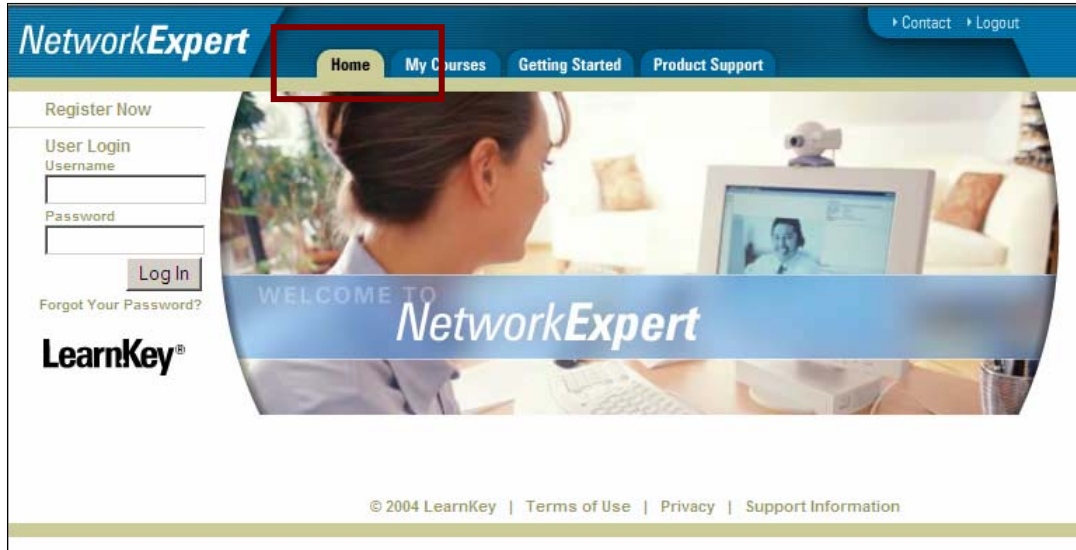 NetworkExpert
Contact Logout
Home My Courses Getting Started Product Support
Register Now
User Login
Username
Password
Log In
Forgot Your Password?
LearnKey®
WELCOME TO
NetworkExpert
© 2004 LearnKey | Terms of Use | Privacy | Support Information